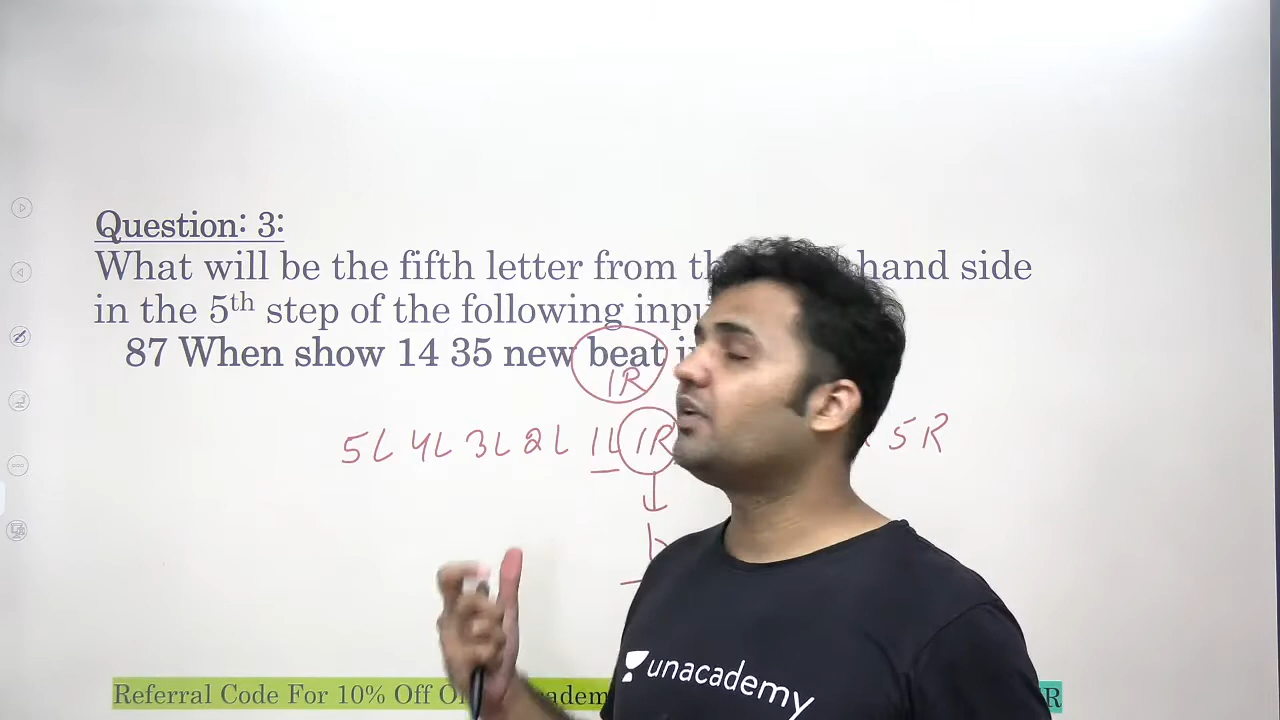 Question: 3:
What will be the fifth letter from hand side
in the 5th step of the following
87 When show 14 35 new beat
1R
5L 4L 3L 2L 1L 1R 5R
b
Referral Code For 10% Off
unacademy